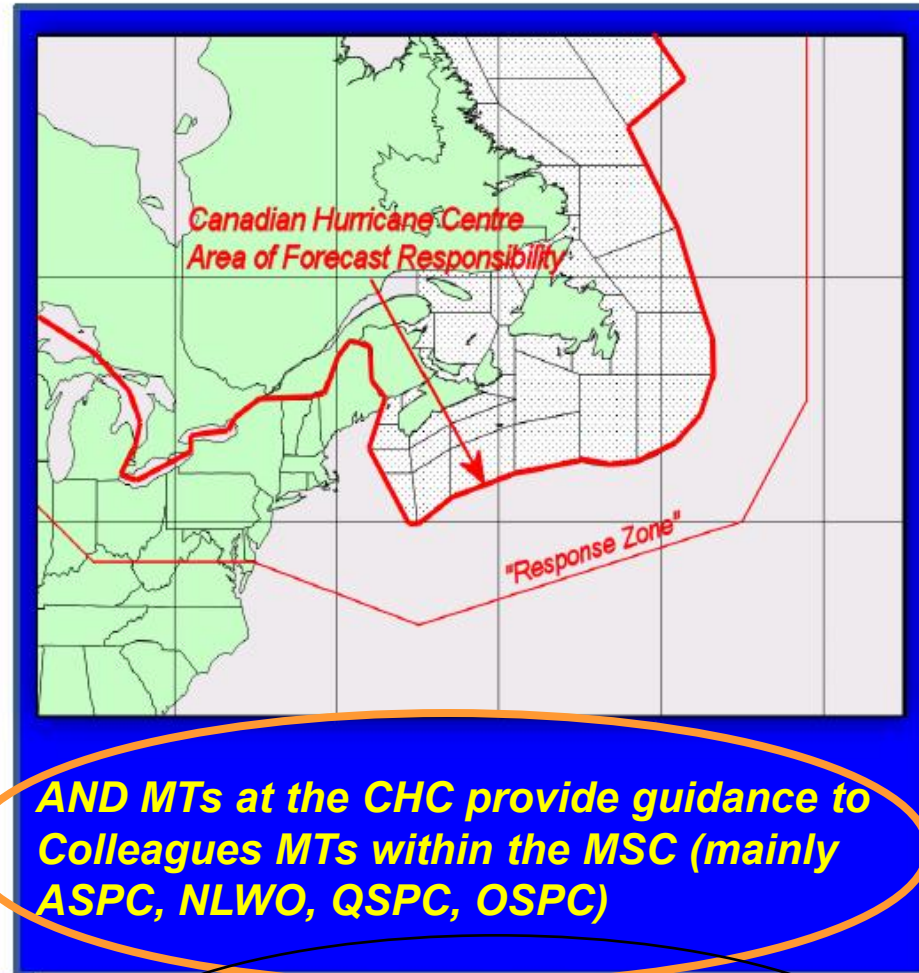 Canadian Hurricane Centre
Area of Forecast Responsibility
"Response Zone"
AND MTs at the CHC provide guidance to
Colleagues MTs within the MSC (mainly
ASPC, NLWO, QSPC, OSPC)